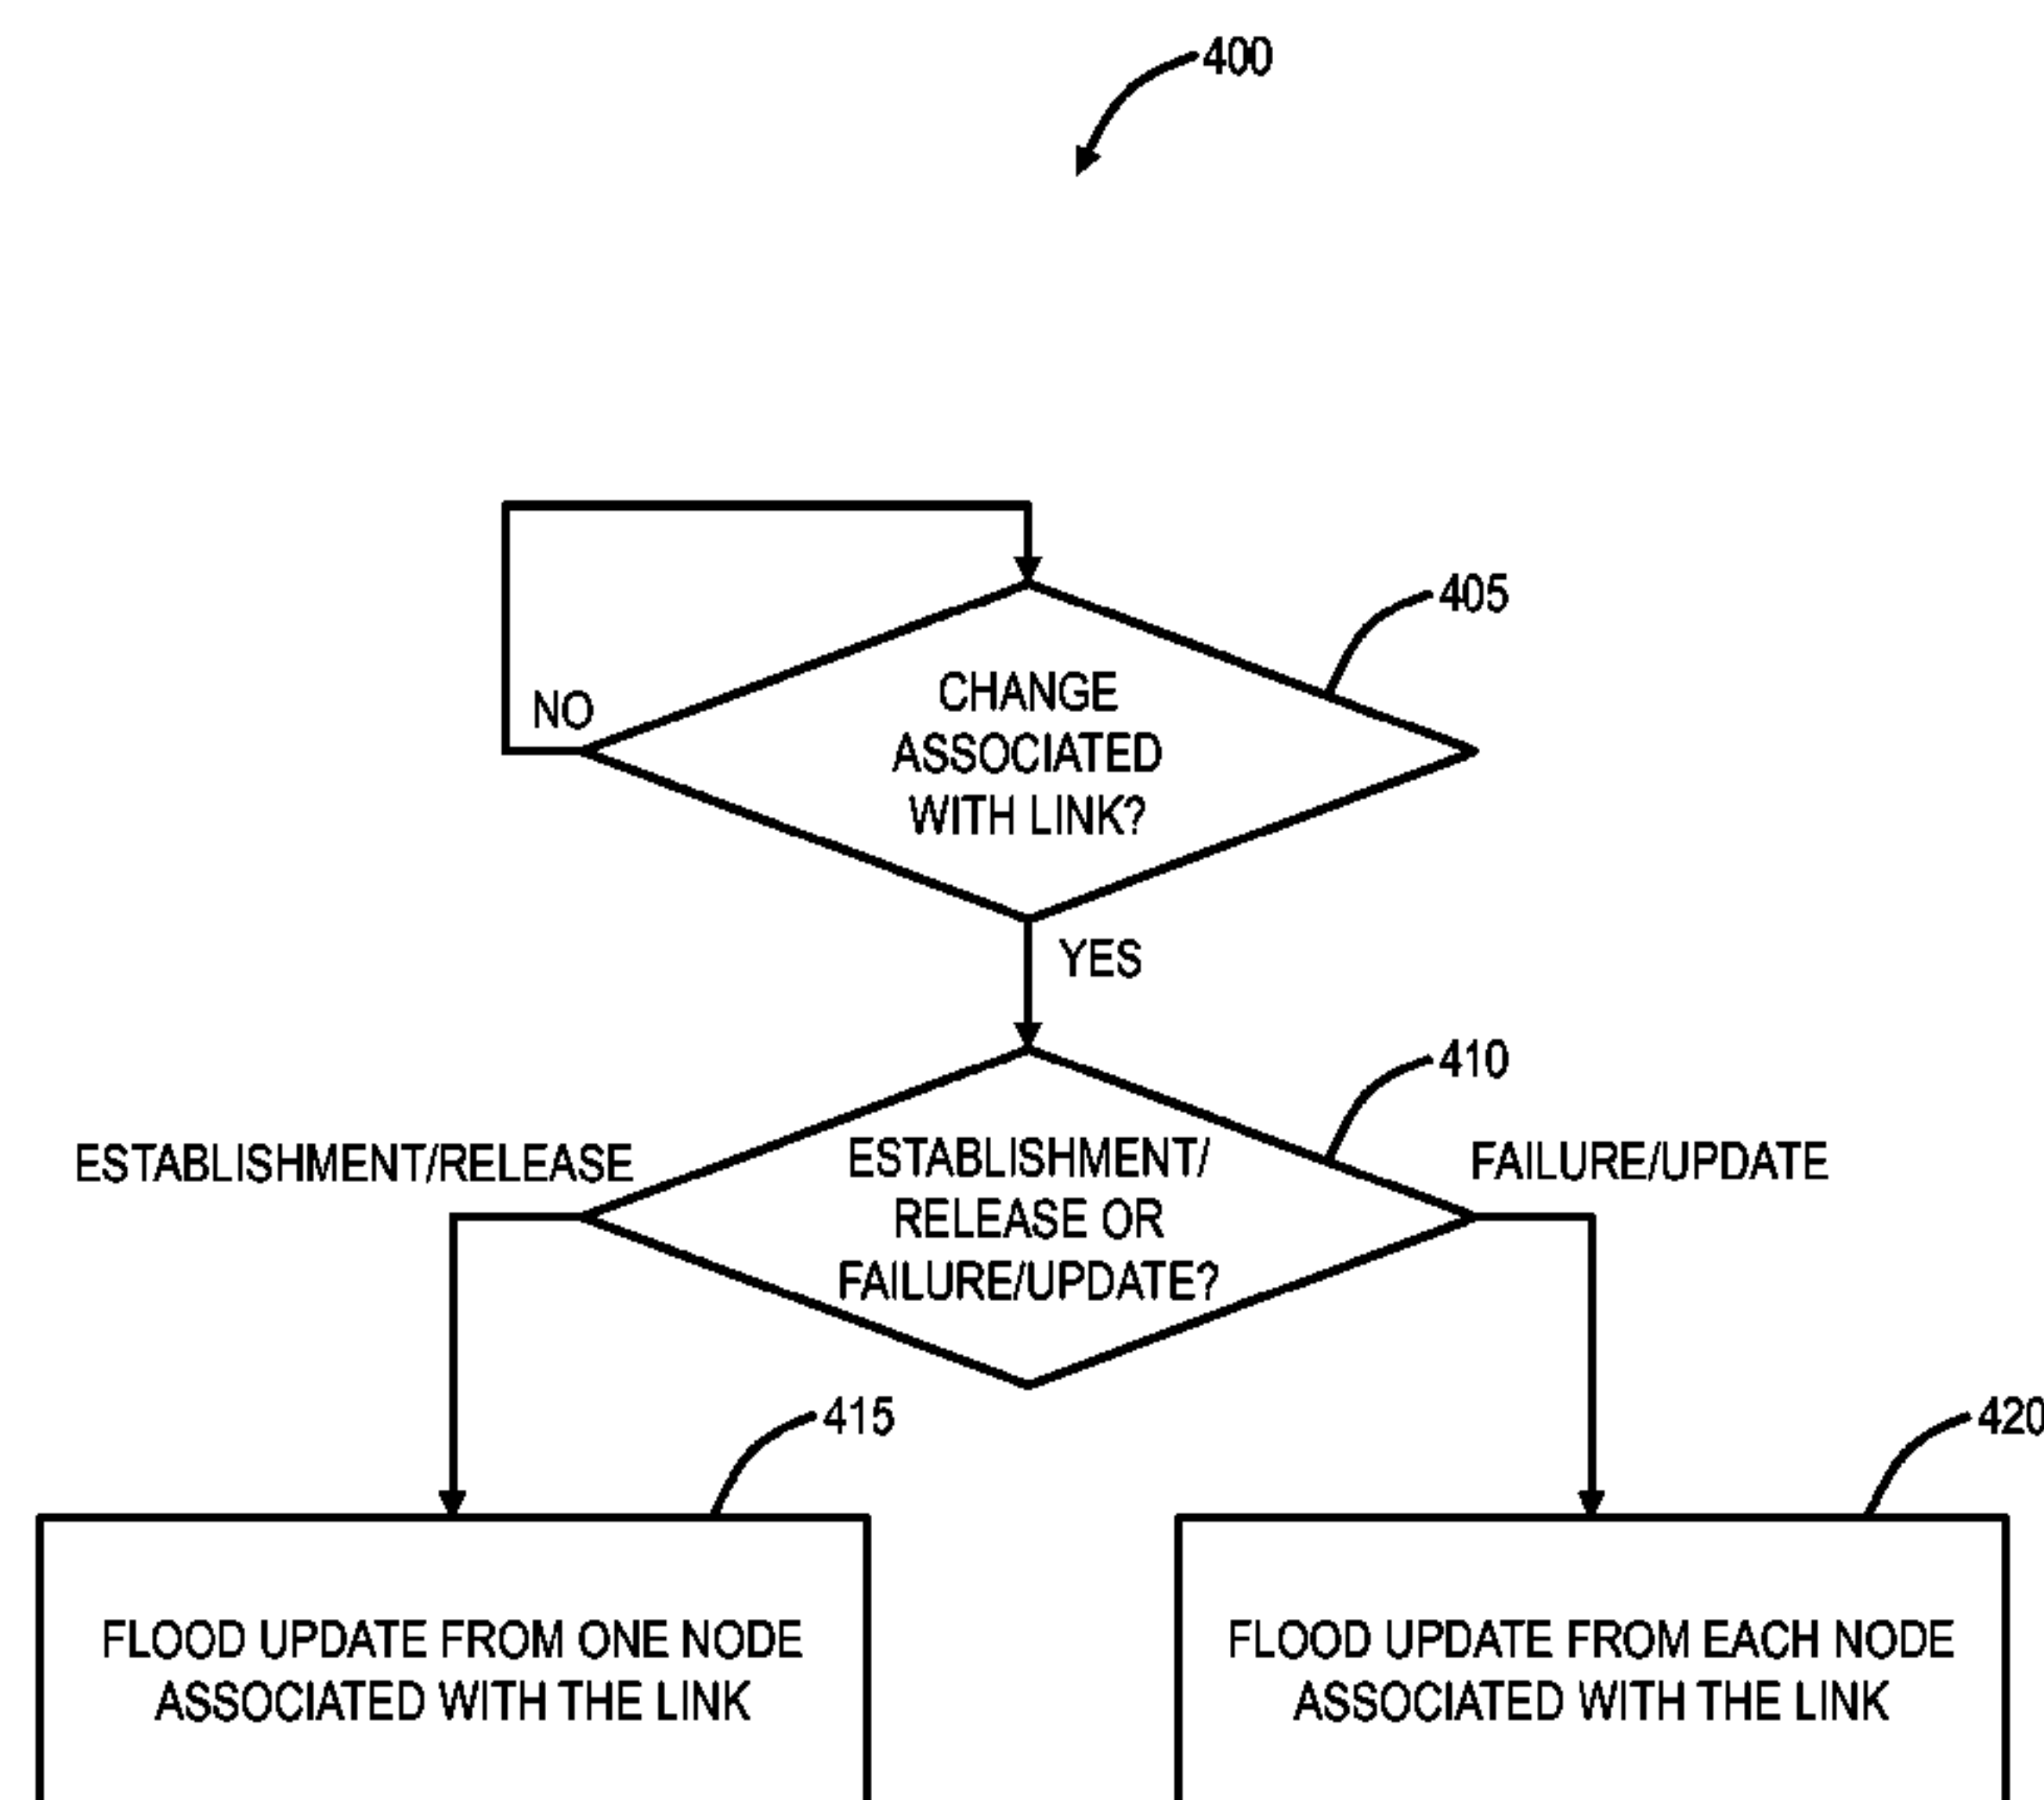 400
405
CHANGE
ASSOCIATED
WITH LINK?
NO
YES
410
ESTABLISHMENT/RELEASE
ESTABLISHMENT/
RELEASE OR
FAILURE/UPDATE?
FAILURE/UPDATE
415
420
FLOOD UPDATE FROM ONE NODE
ASSOCIATED WITH THE LINK
FLOOD UPDATE FROM EACH NODE
ASSOCIATED WITH THE LINK